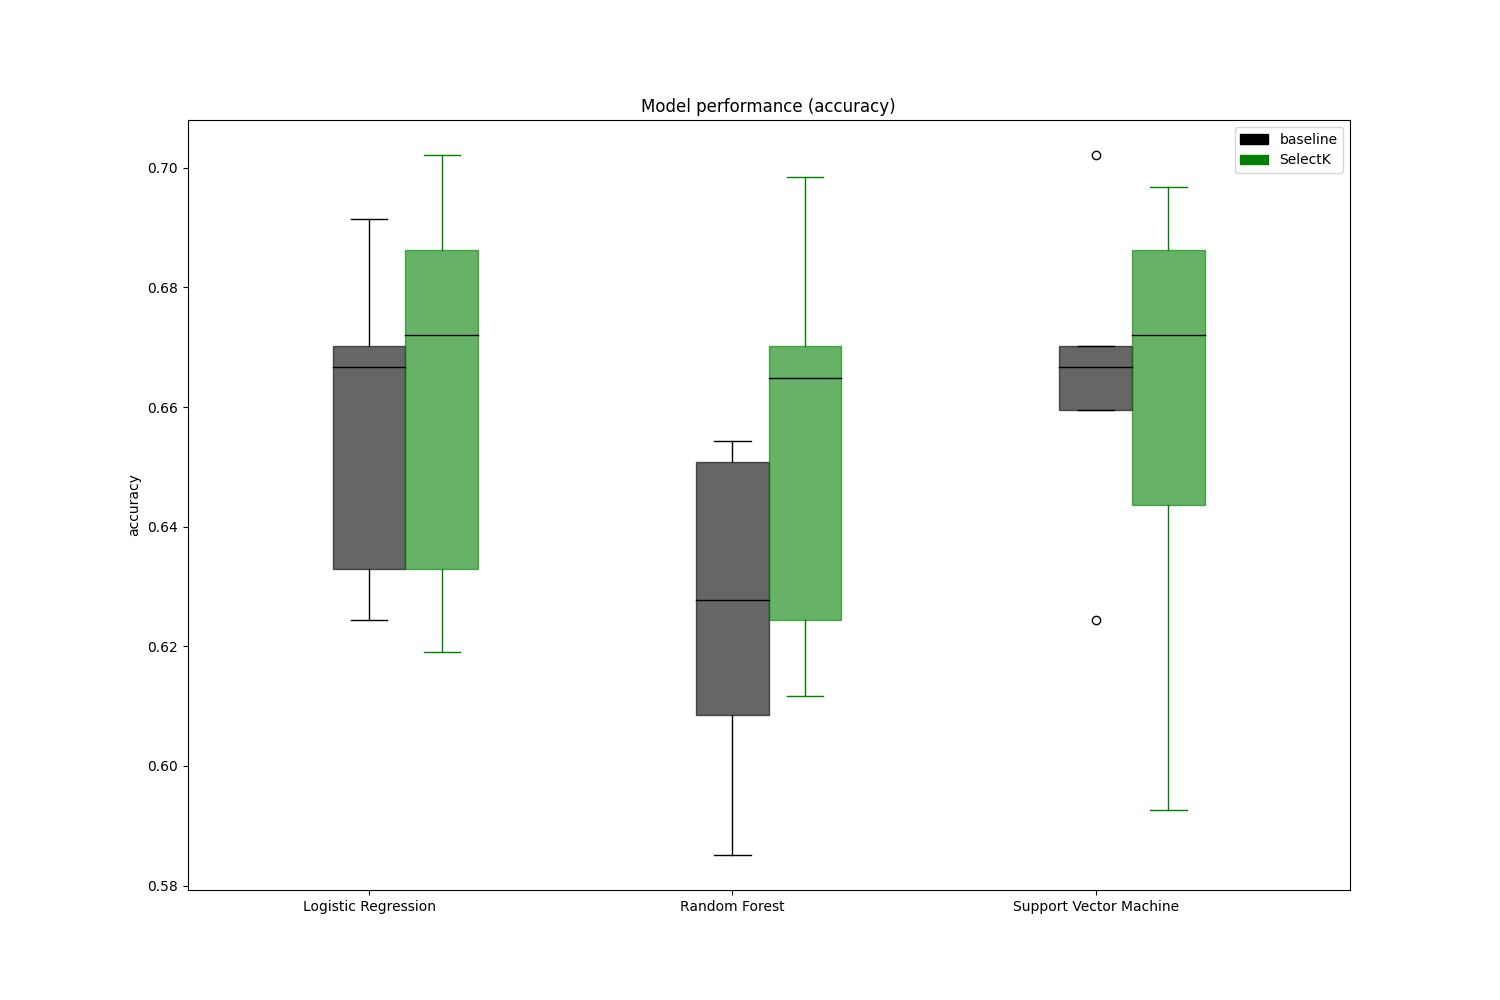 Model performance (accuracy)
baseline
SelectK
accuracy
0.70
0.68
0.66
0.64
0.62
0.60
0.58
Logistic Regression
Random Forest
Support Vector Machine